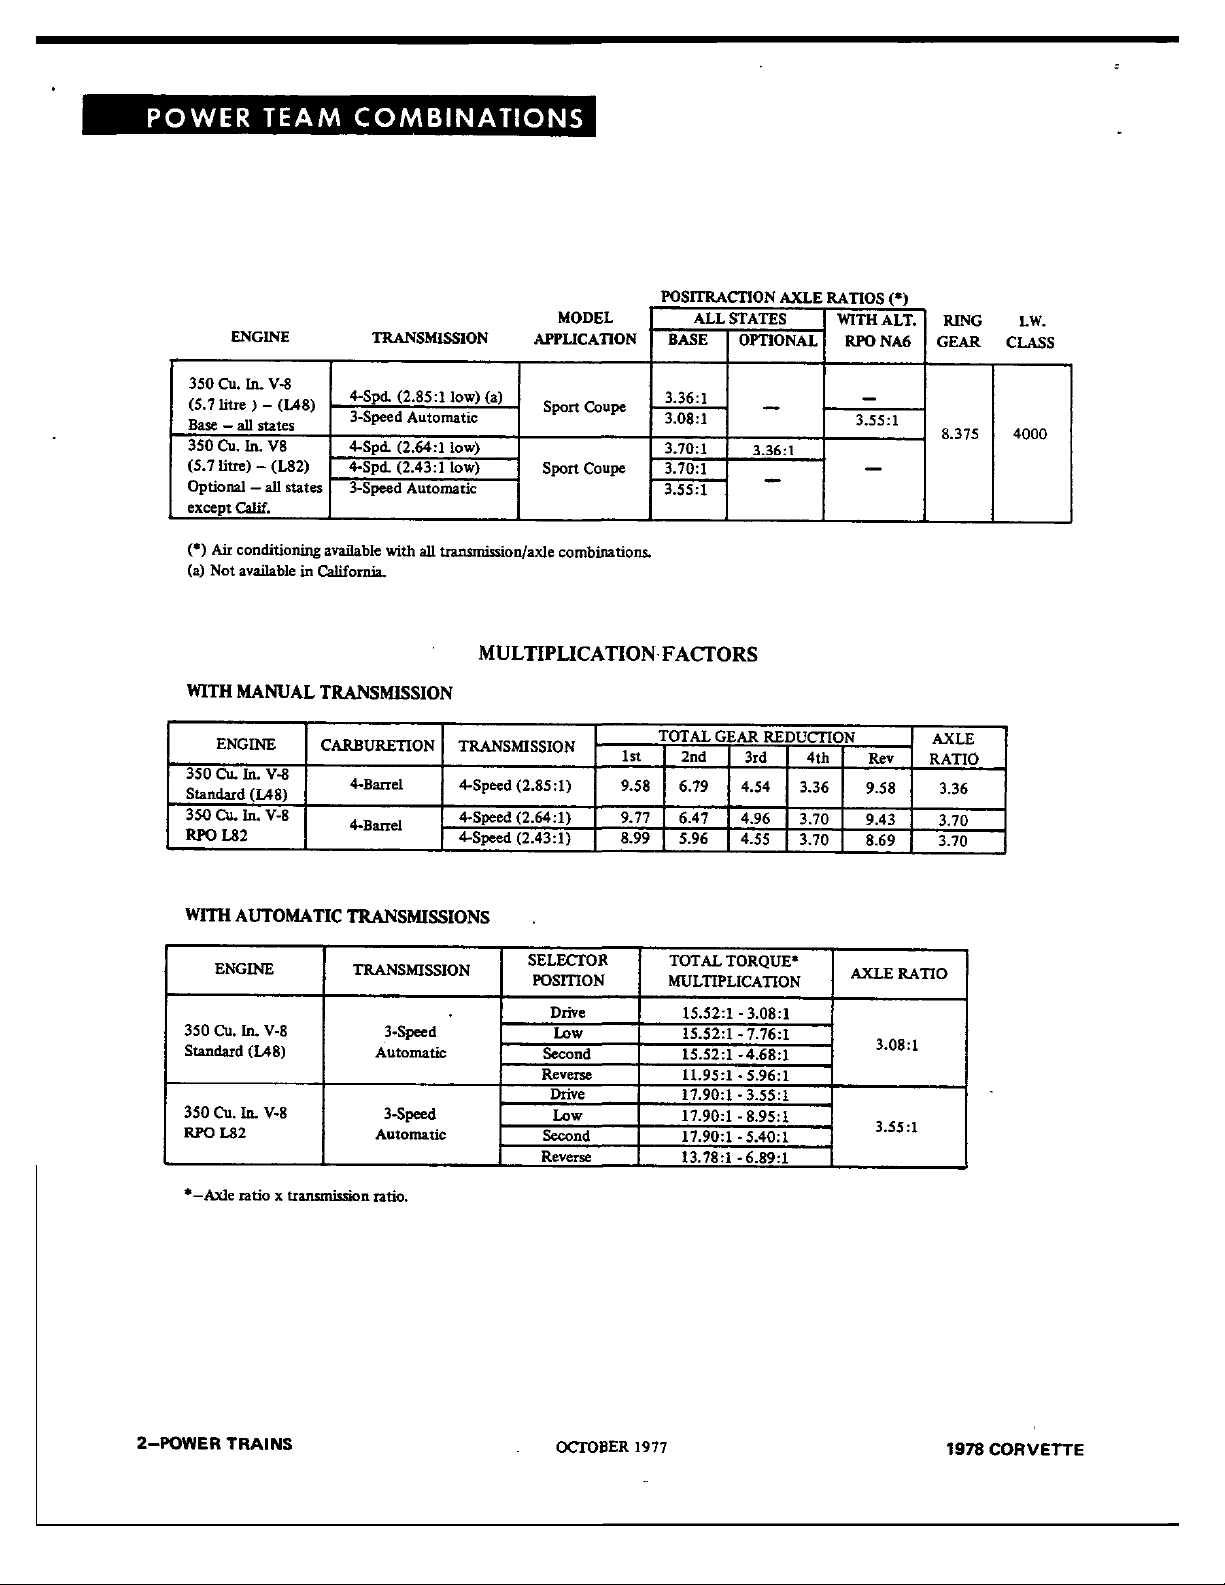 POWER TEAM COMBINATIONS
POSITRACTION AXLE RATIOS (*)
MODEL ALL STATES WITH ALT. RING I.W.
ENGINE TRANSMISSION APPLICATION BASE OPTIONAL RPO NA6 GEAR CLASS
350 Cu. In. V-8
4-Spd. (2.85:1 low) (a) 3.36:1 —
(5.7 litre ) – (L48) Sport Coupe —
3-Speed Automatic 3.08:1 3.55:1
Base – all states
8.375 4000
350 Cu. In. V8 4-Spd. (2.64:1 low) 3.70:1 3.36:1
(5.7 litre) – (L82) 4-Spd. (2.43:1 low) Sport Coupe 3.70:1 —
Optional – all states 3-Speed Automatic 3.55:1 —
except Calif.
(*) Air conditioning available with all transmission/axle combinations.
(a) Not available in California.
MULTIPLICATION FACTORS
WITH MANUAL TRANSMISSION
ENGINE CARBURETION TRANSMISSION TOTAL GEAR REDUCTION AXLE
1st 2nd 3rd 4th Rev RATIO
350 Cu. In. V-8
4-Barrel 4-Speed (2.85:1) 9.58 6.79 4.54 3.36 9.58 3.36
Standard (L48)
350 Cu. In. V-8 4-Barrel 4-Speed (2.64:1) 9.77 6.47 4.96 3.70 9.43 3.70
RPO L82 4-Speed (2.43:1) 8.99 5.96 4.55 3.70 8.69 3.70
WITH AUTOMATIC TRANSMISSIONS
ENGINE TRANSMISSION SELECTOR TOTAL TORQUE* AXLE RATIO
POSITION MULTIPLICATION
Drive 15.52:1 - 3.08:1
350 Cu. In. V-8 3-Speed Low 15.52:1 - 7.76:1
Standard (L48) Automatic Second 15.52:1 - 4.68:1 3.08:1
Reverse 11.95:1 - 5.96:1
Drive 17.90:1 - 3.55:1
350 Cu. In. V-8 3-Speed Low 17.90:1 - 8.95:1
RPO L82 Automatic Second 17.90:1 - 5.40:1 3.55:1
Reverse 13.78:1 - 6.89:1
*–Axle ratio x transmission ratio.
2–POWER TRAINS OCTOBER 1977 1978 CORVETTE